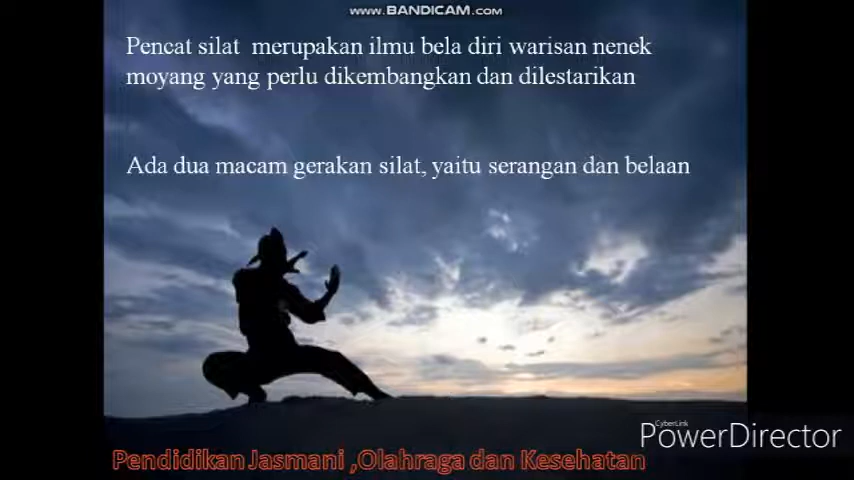 WWW.BANDICAM.COM
Pencat silat merupakan ilmu bela diri warisan nenek
moyang yang perlu dikembangkan dan dilestarikan
Ada dua macam gerakan silat, yaitu serangan dan belaan
CyberLink
PowerDirector
Pendidikan Jasmani ,Olahraga dan Kesehatan